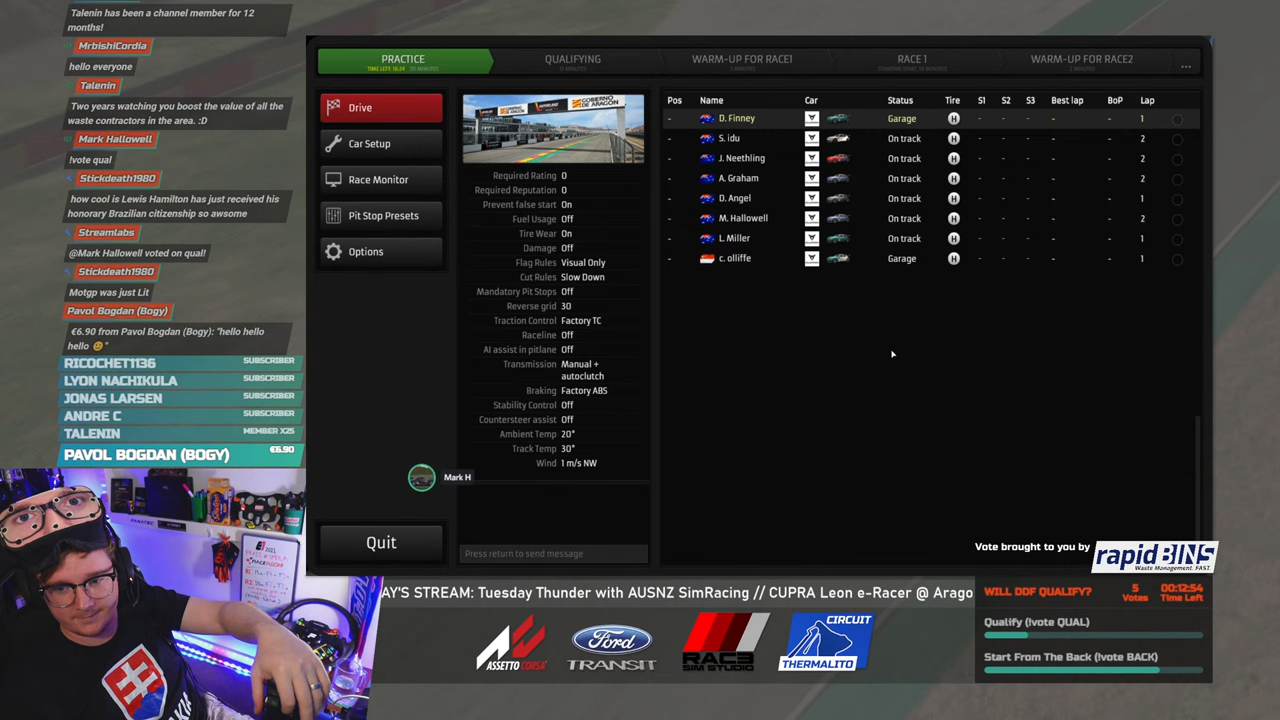 Talenin has been a channel member for 12
months!
MrbishiCordia
hello everyone
Talenin
Two years watching you boost the value of all the
waste contractors in the area. :D
Mark Hallowell
!vote qual
Stickdeath1980
how cool is Lewis Hamilton has just received his
honorary Brazilian citizenship so awsome
Streamlabs
@Mark Hallowell voted on qual!
Stickdeath1980
Motgp was just Lit
Pavol Bogdan (Bogy)
€6.90 from Pavol Bogdan (Bogy): "hello hello
hello 😊"
RICOCHET1136 SUBSCRIBER
LYON NACHIKULA SUBSCRIBER
JONAS LARSEN SUBSCRIBER
ANDRE C SUBSCRIBER
TALENIN MEMBER X25
PAVOL BOGDAN (BOGY) €6.90
PRACTICE
TIME LEFT 16:24
QUALIFYING
WARM-UP FOR RACE1
RACE 1
WARM-UP FOR RACE2
...
Drive
Car Setup
Race Monitor
Pit Stop Presets
Options
Quit
GOBIERNO
DE ARAGON
Required Rating 0
Required Reputation 0
Prevent false start On
Fuel Usage Off
Tire Wear On
Damage Off
Flag Rules Visual Only
Cut Rules Slow Down
Mandatory Pit Stops Off
Reverse grid 30
Traction Control Factory TC
Raceline Off
AI assist in pitlane Off
Transmission Manual +
autoclutch
Braking Factory ABS
Stability Control Off
Countersteer assist Off
Ambient Temp 20°
Track Temp 30°
Wind 1 m/s NW
Mark H
Press return to send message
Pos Name Car Status Tire S1 S2 S3 Best lap BoP Lap
- D. Finney Garage H - - - - - 1
- S. idu On track H - - - - - 2
- J. Neethling On track H - - - - - 2
- A. Graham On track H - - - - - 2
- D. Angel On track H - - - - - 1
- M. Hallowell On track H - - - - - 2
- L. Miller On track H - - - - - 1
- c. olliffe Garage H - - - - - 1
Vote brought to you by
rapidBINS
Waste Management. FAST.
AY'S STREAM: Tuesday Thunder with AUSNZ SimRacing // CUPRA Leon e-Racer @ Arago
ASSETTO CORSA
Ford
TRANSIT
RAC3
SIM STUDIO
CIRCUIT
THERMALITO
WILL DDF QUALIFY?
5
Votes
00:12:54
Time Left
Qualify (!vote QUAL)
Start From The Back (!vote BACK)